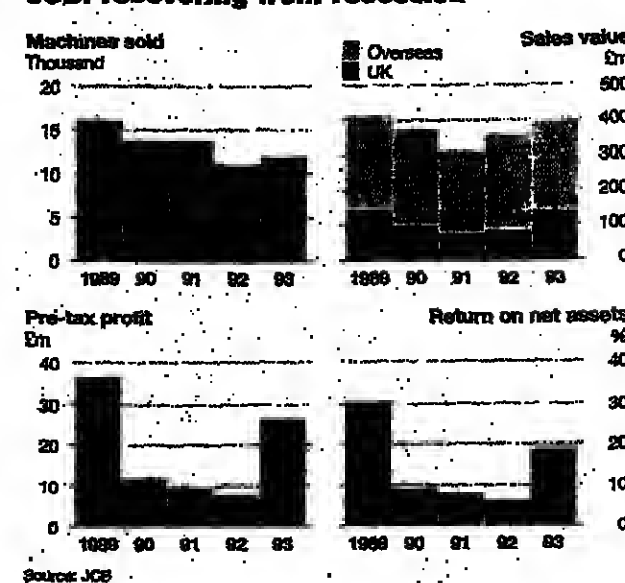 JCB: recovering from recession
Machines sold
Thousand
20
15
10
5
0
1989 90 91 92 93
Overseas
UK
Sales value
£m
500
400
300
200
100
0
1989 90 91 92 93
Pre-tax profit
£m
40
30
20
10
0
1989 90 91 92 93
Return on net assets
%
40
30
20
10
0
1989 90 91 92 93
Source: JCB